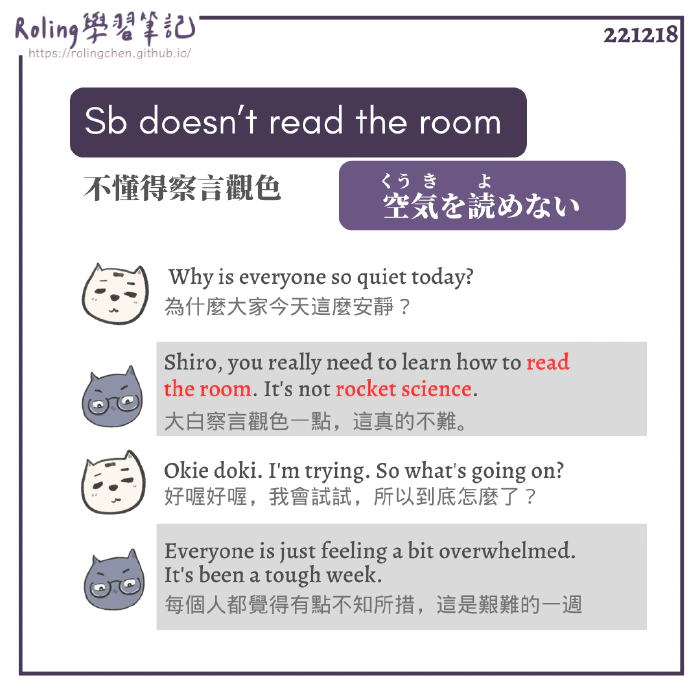 Roling學習筆記
https://rolingchen.github.io/
221218
Sb doesn't read the room
不懂得察言觀色
くう き よ
空気を読めない
Why is everyone so quiet today?
為什麼大家今天這麼安靜？
Shiro, you really need to learn how to read
the room. It's not rocket science.
大白察言觀色一點，這真的不難。
Okie doki. I'm trying. So what's going on?
好喔好喔，我會試試，所以到底怎麼了？
Everyone is just feeling a bit overwhelmed.
It's been a tough week.
每個人都覺得有點不知所措，這是艱難的一週